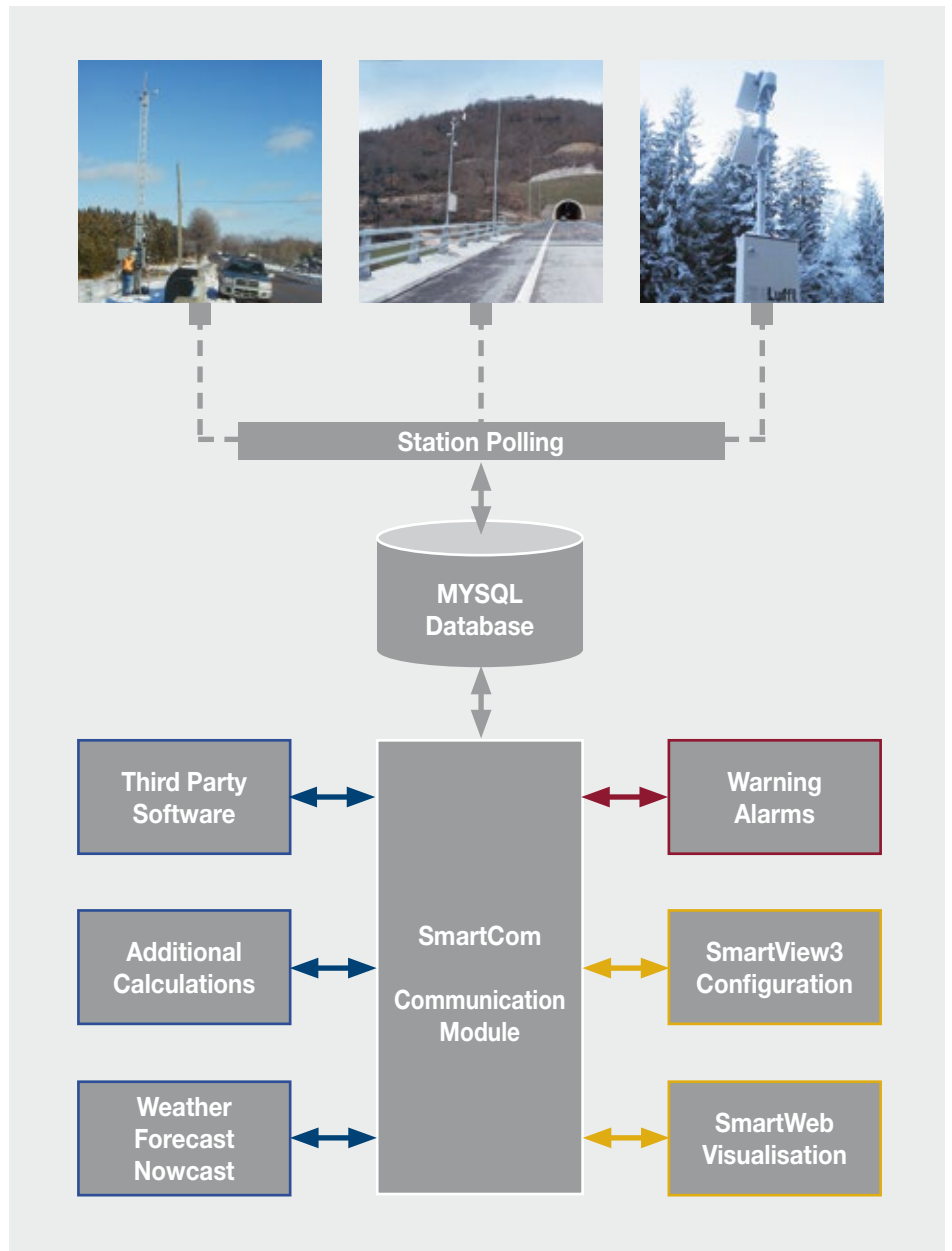 Lufft
Station Polling
MYSQL
Database
Third Party
Software
Warning
Alarms
SmartCom
Communication
Module
Additional
Calculations
SmartView3
Configuration
Weather
Forecast
Nowcast
SmartWeb
Visualisation